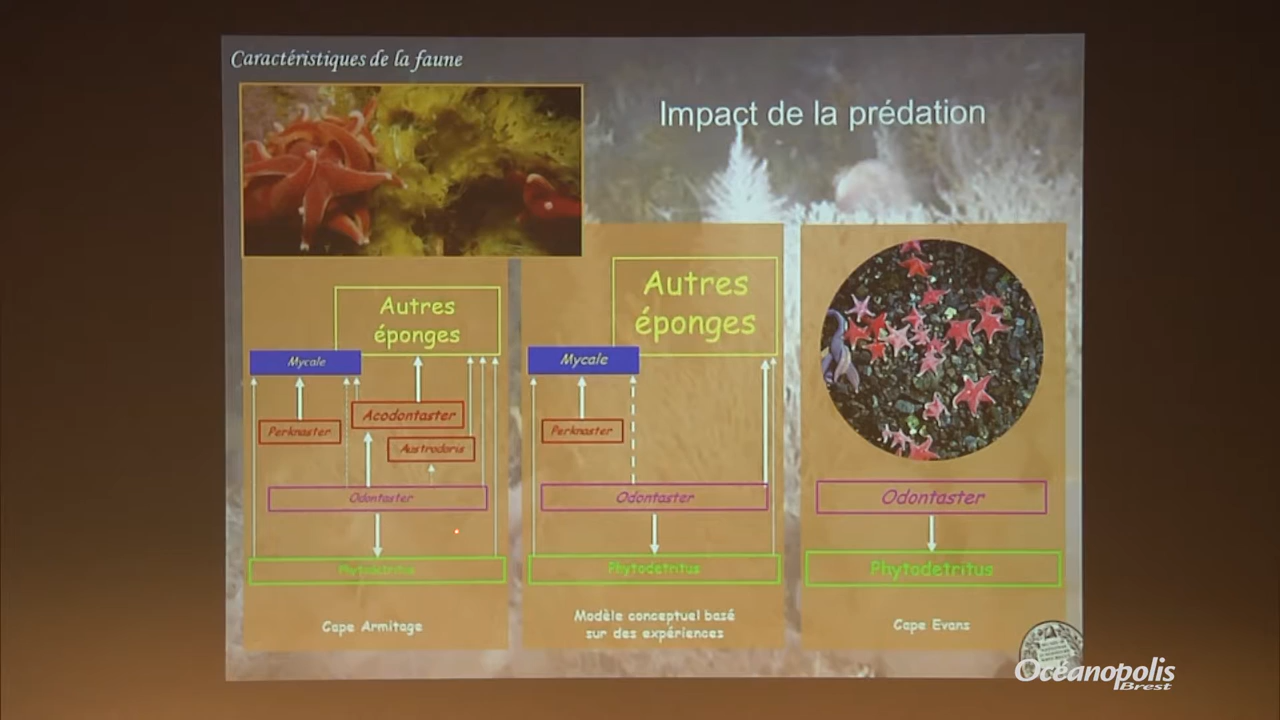 Caractéristiques de la faune
Impact de la prédation
Autres
éponges
Mycale
Perknaster
Acodontaster
Austrodoris
Odontaster
Phytodetritus
Cape Armitage
Autres
éponges
Mycale
Perknaster
Odontaster
Phytodetritus
Modèle conceptuel basé
sur des expériences
Odontaster
Phytodetritus
Cape Evans
Océanopolis
Brest